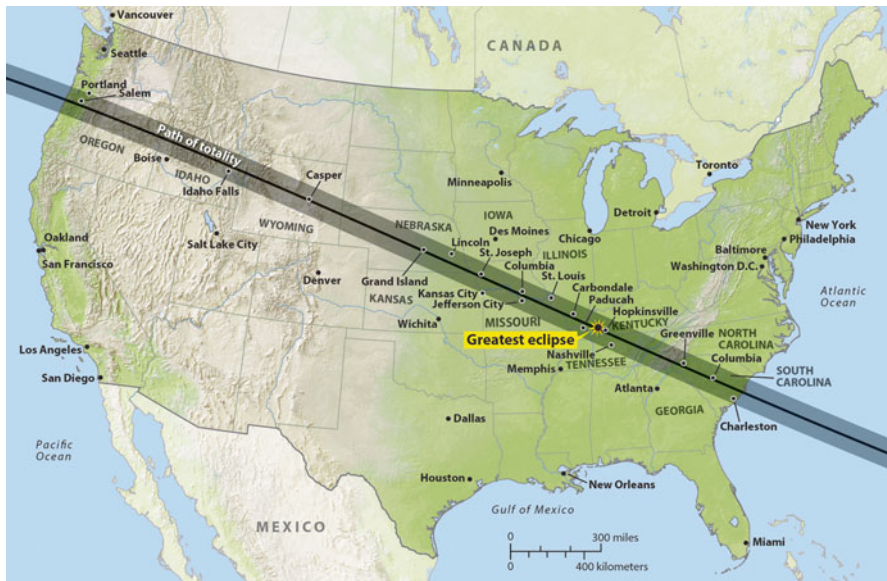 Vancouver
CANADA
Seattle
Portland
Salem
Path of totality
OREGON
Boise
IDAHO
Idaho Falls
Casper
WYOMING
Salt Lake City
Minneapolis
Toronto
Detroit
New York
Philadelphia
Baltimore
Washington D.C.
NEBRASKA
IOWA
Des Moines
Chicago
Lincoln
St. Joseph
ILLINOIS
Columbia
St. Louis
Oakland
San Francisco
Denver
Grand Island
KANSAS
Kansas City
Jefferson City
Carbondale
Paducah
Hopkinsville
Atlantic
Ocean
Wichita
MISSOURI
KENTUCKY
Greatest eclipse
Nashville
TENNESSEE
Greenville
NORTH
CAROLINA
Columbia
SOUTH
CAROLINA
Los Angeles
San Diego
Memphis
Atlanta
GEORGIA
Charleston
Dallas
Pacific
Ocean
Houston
New Orleans
Gulf of Mexico
MEXICO
0
300 miles
0
400 kilometers
Miami